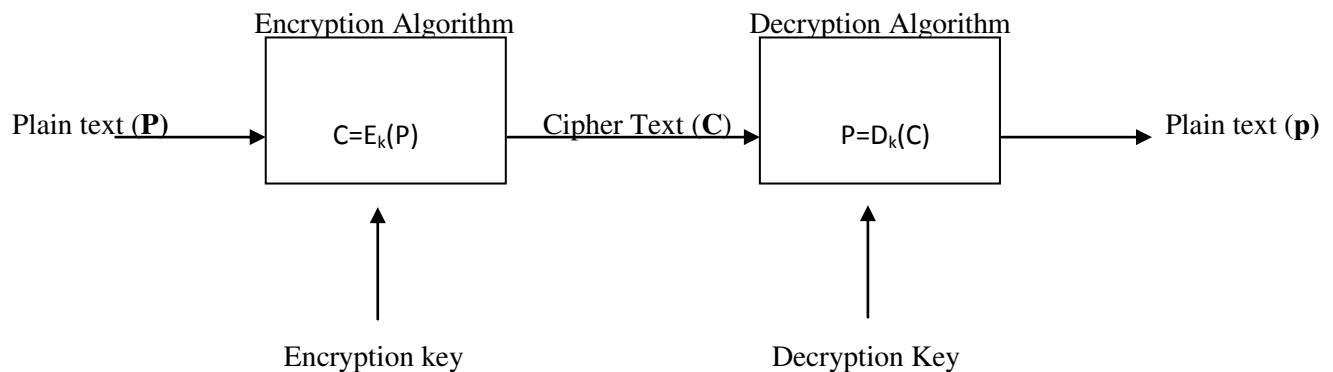 Encryption Algorithm
Decryption Algorithm
Plain text (P)
C=Eₖ(P)
Cipher Text (C)
P=Dₖ(C)
Plain text (p)
Encryption key
Decryption Key